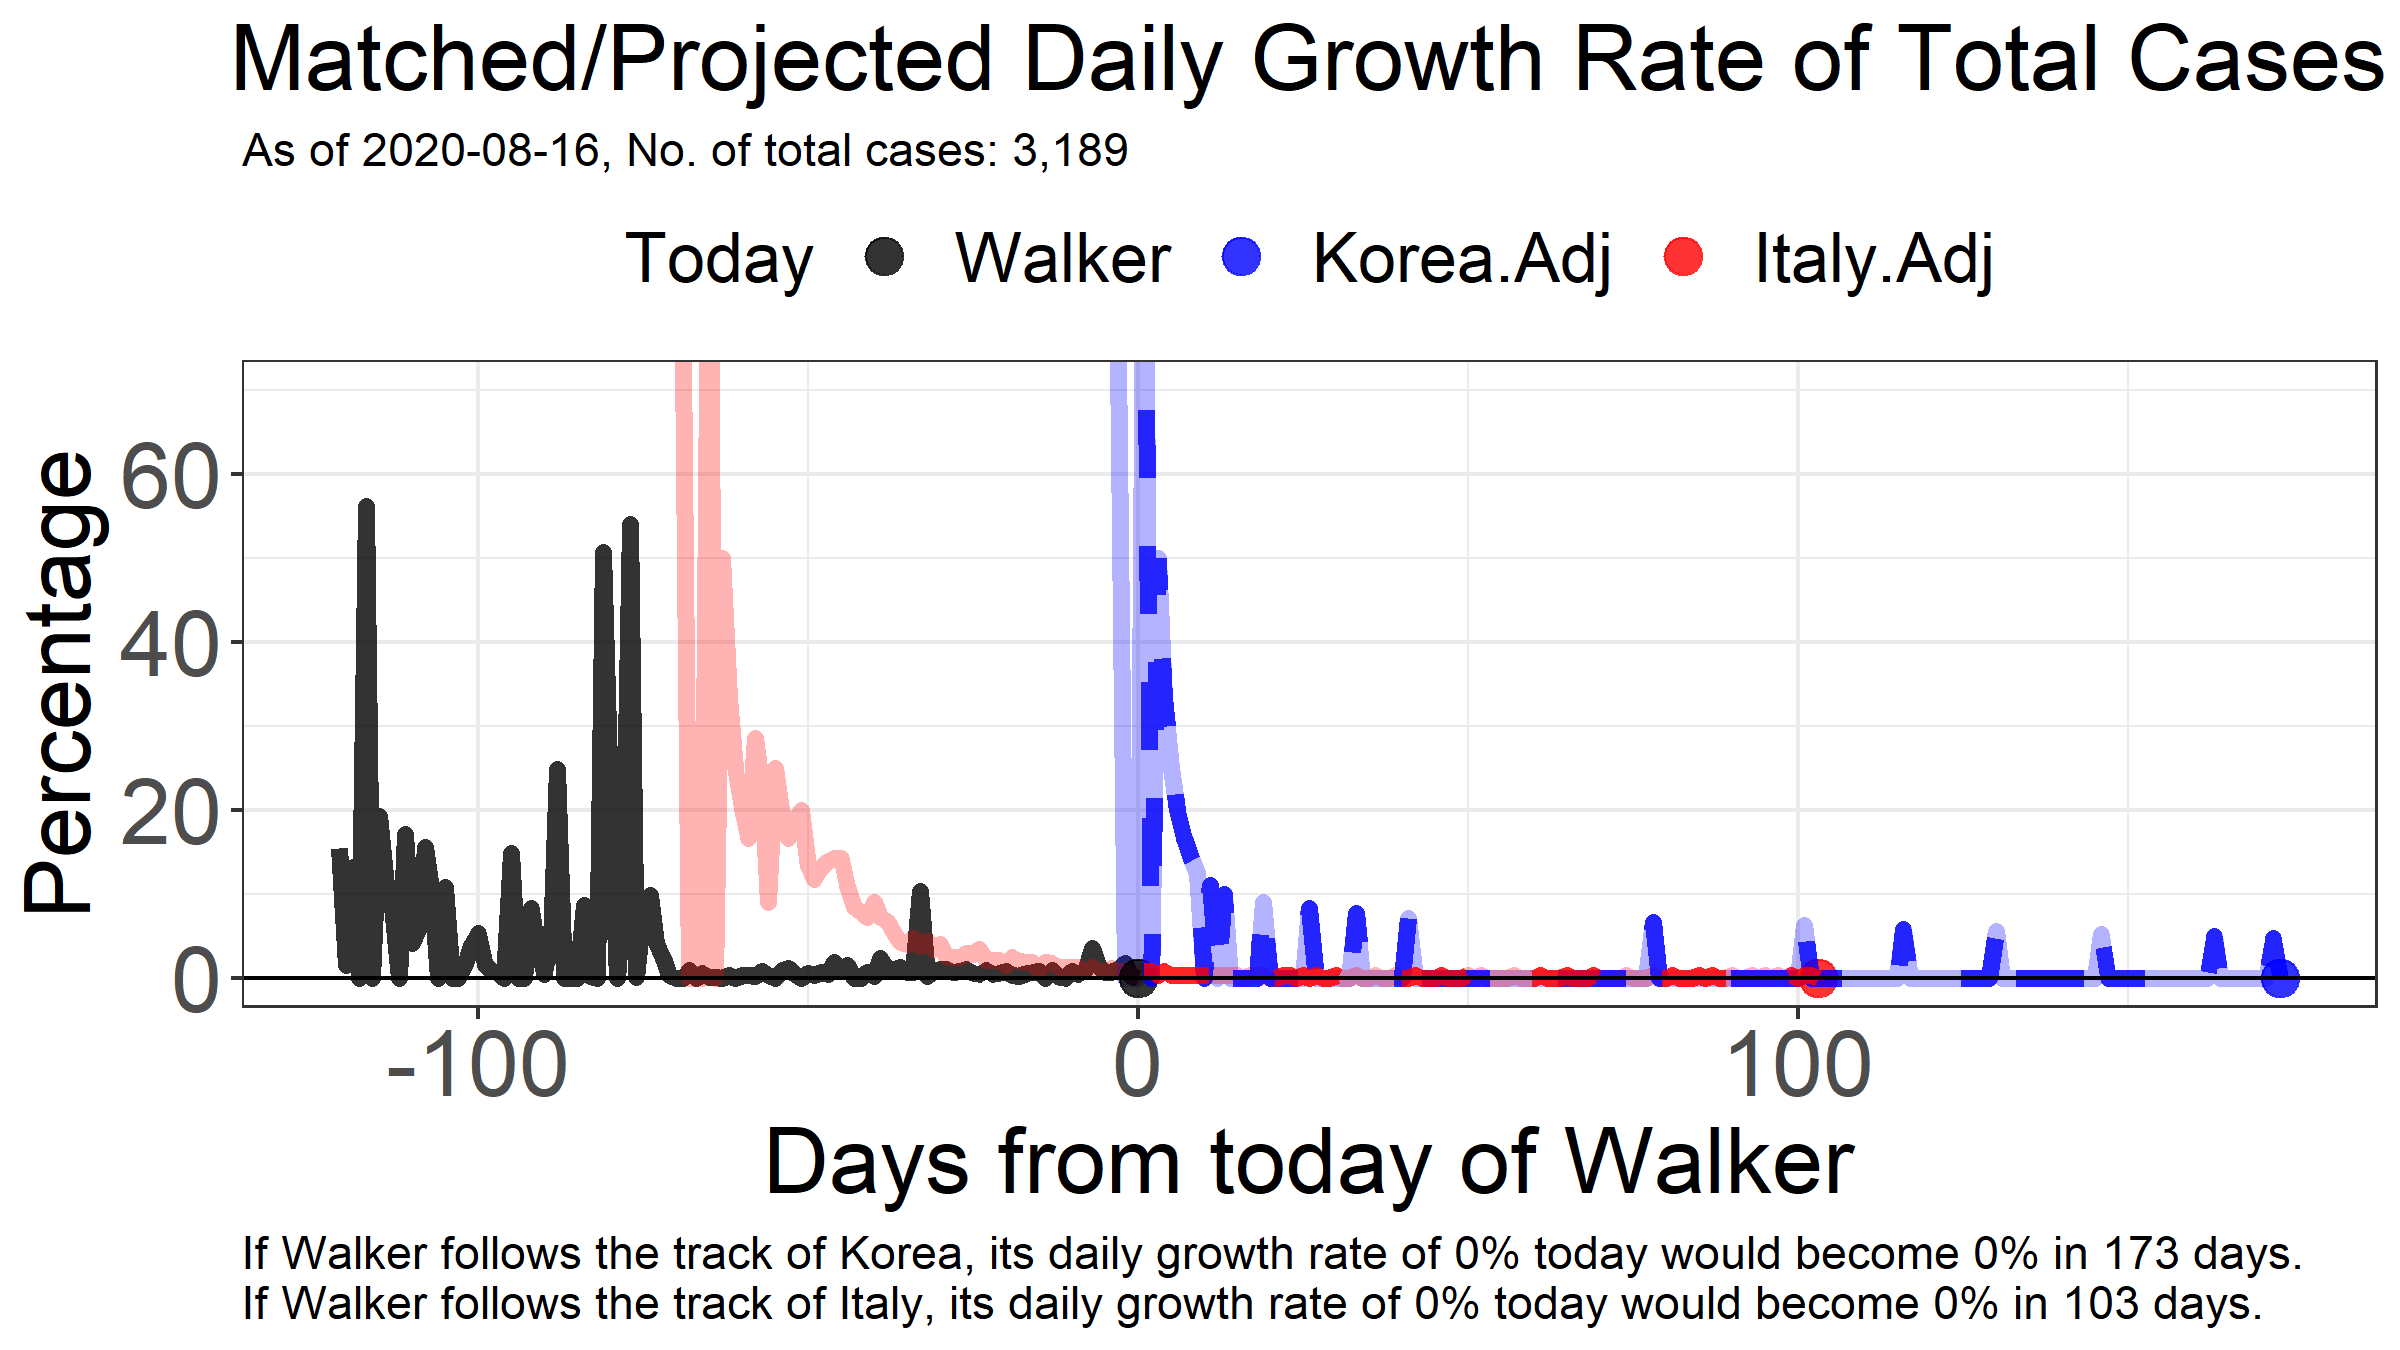 Matched/Projected Daily Growth Rate of Total Cases
As of 2020-08-16, No. of total cases: 3,189
Today Walker Korea.Adj Italy.Adj
Percentage
60
40
20
0
-100 0 100
Days from today of Walker
If Walker follows the track of Korea, its daily growth rate of 0% today would become 0% in 173 days.
If Walker follows the track of Italy, its daily growth rate of 0% today would become 0% in 103 days.